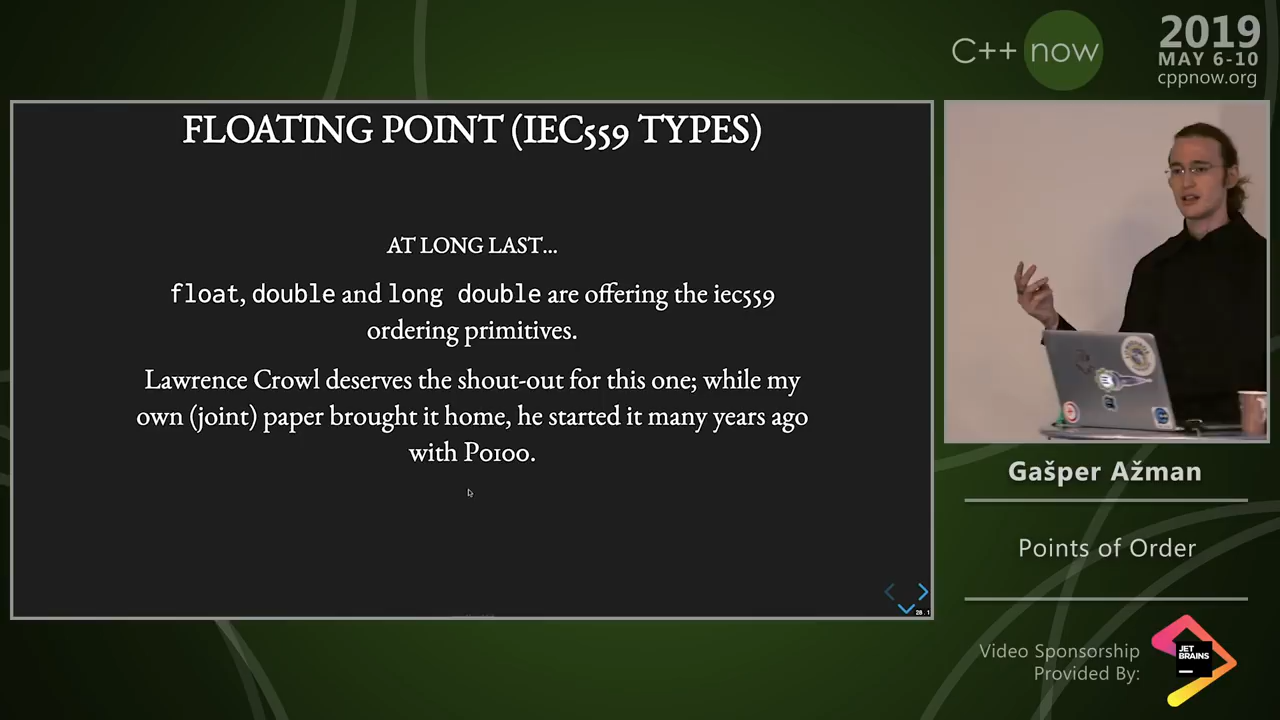 C++ now
2019
MAY 6-10
cppnow.org
FLOATING POINT (IEC559 TYPES)
AT LONG LAST...
float, double and long double are offering the iec559
ordering primitives.
Lawrence Crowl deserves the shout-out for this one; while my
own (joint) paper brought it home, he started it many years ago
with P0100.
28.1
Gašper Ažman
Points of Order
Video Sponsorship
Provided By:
JET
BRAINS